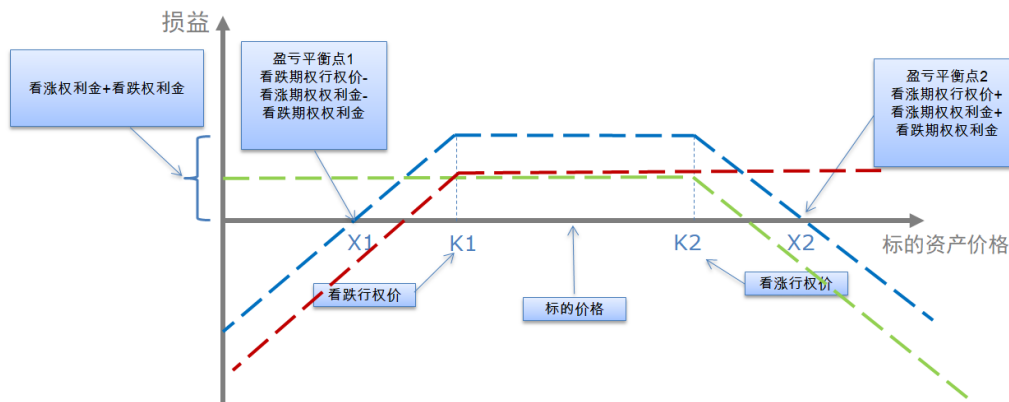 损益
看涨权利金+看跌权利金
盈亏平衡点1
看跌期权行权价-
看涨期权权利金-
看跌期权权利金
盈亏平衡点2
看涨期权行权价+
看涨期权权利金+
看跌期权权利金
X1
K1
K2
X2
标的资产价格
看跌行权价
标的价格
看涨行权价